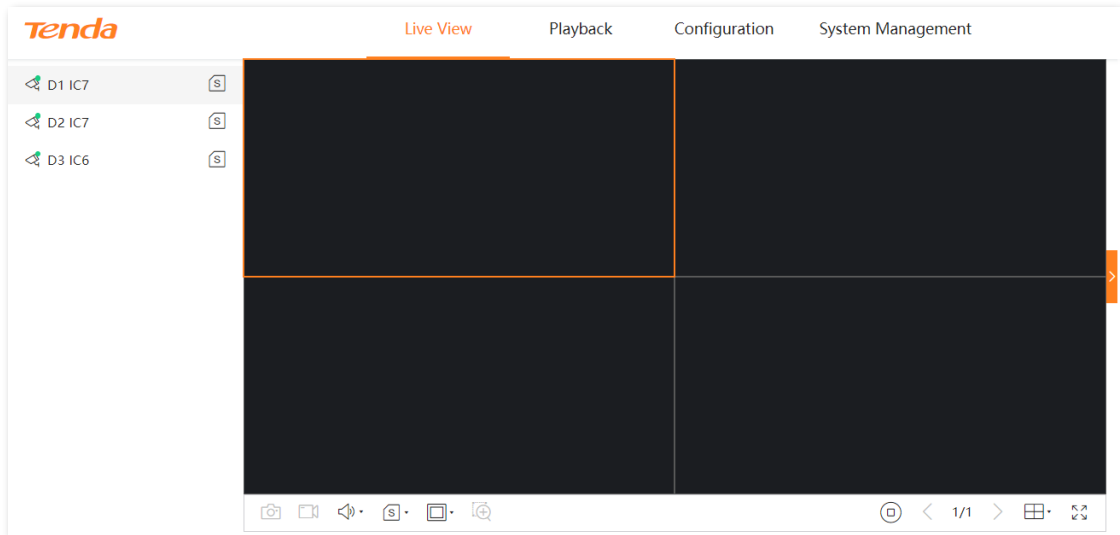 Tenda Live View Playback Configuration System Management
D1 IC7 S
D2 IC7 S
D3 IC6 S
S 1/1